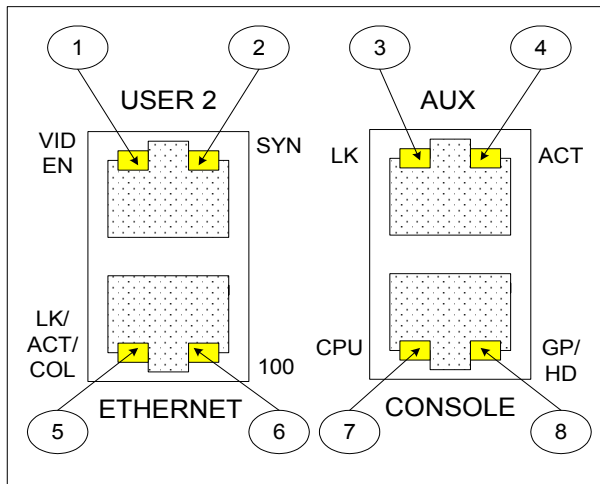 1
2
3
4
USER 2
AUX
VID
EN
SYN
LK
ACT
LK/
ACT/
COL
100
CPU
GP/
HD
ETHERNET
CONSOLE
5
6
7
8